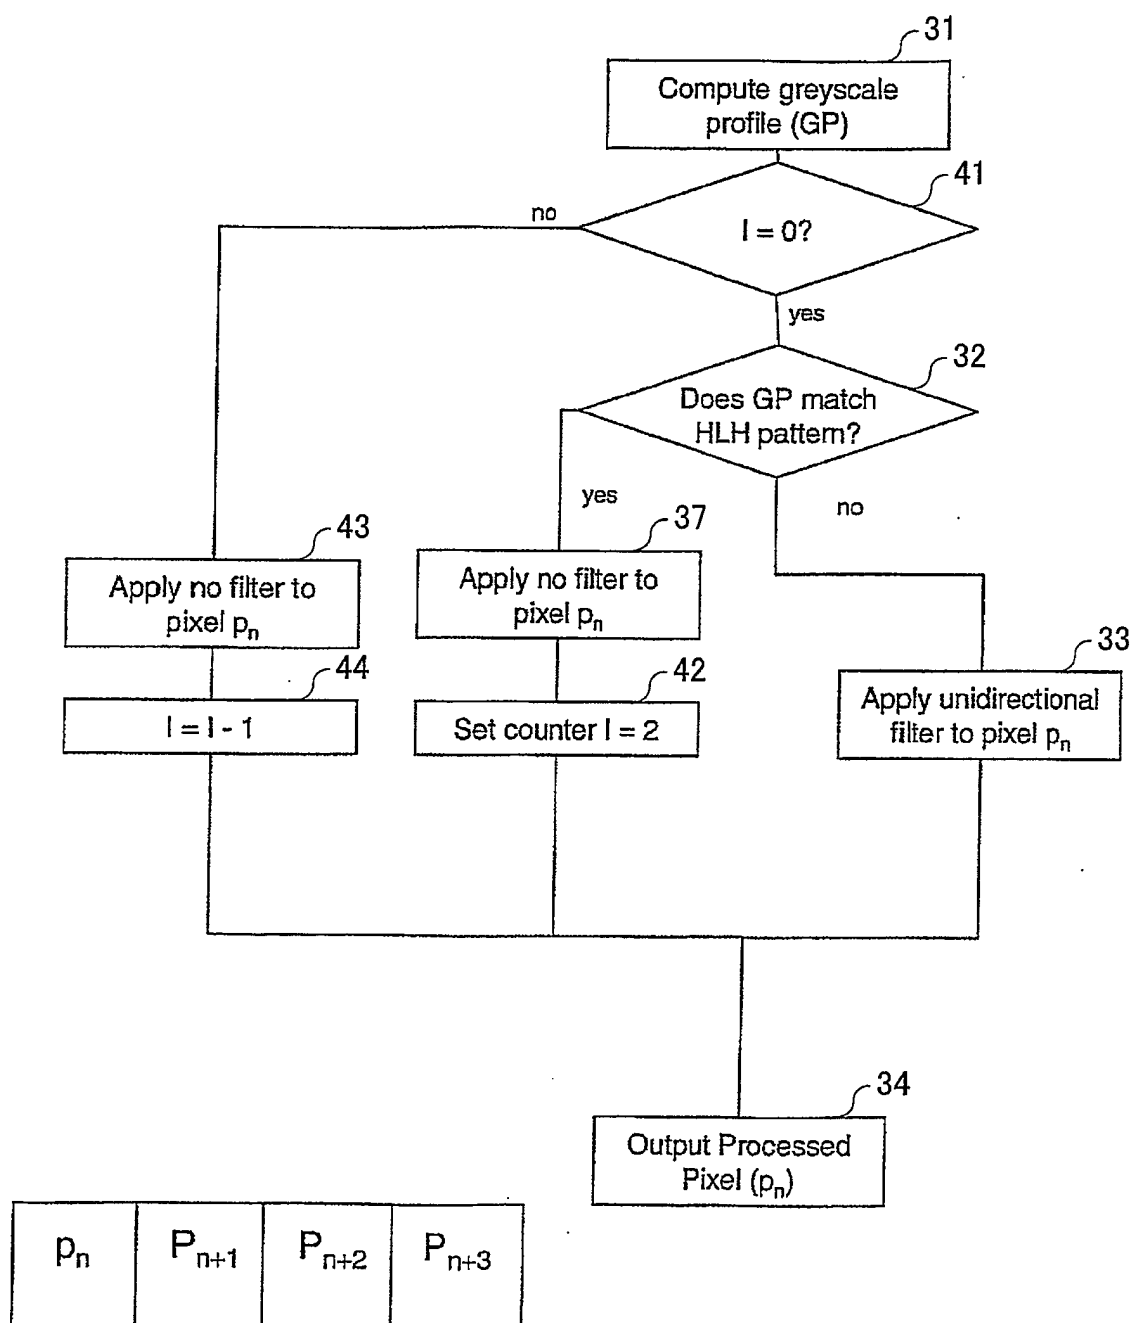 31
Compute greyscale
profile (GP)
41
no
I = 0?
yes
32
Does GP match
HLH pattern?
yes
no
43
37
Apply no filter to
pixel pₙ
Apply no filter to
pixel pₙ
33
44
42
Apply unidirectional
filter to pixel pₙ
I = I - 1
Set counter I = 2
34
Output Processed
Pixel (pₙ)
pₙ Pₙ₊₁ Pₙ₊₂ Pₙ₊₃